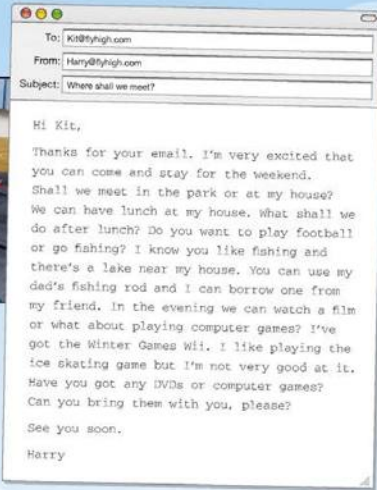 To: Kit@flyhigh.com
From: Harry@flyhigh.com
Subject: Where shall we meet?
Hi Kit,
Thanks for your email. I'm very excited that
you can come and stay for the weekend.
Shall we meet in the park or at my house?
We can have lunch at my house. What shall we
do after lunch? Do you want to play football
or go fishing? I know you like fishing and
there's a lake near my house. You can use my
dad's fishing rod and I can borrow one from
my friend. In the evening we can watch a film
or what about playing computer games? I've
got the Winter Games Wii. I like playing the
ice skating game but I'm not very good at it.
Have you got any DVDs or computer games?
Can you bring them with you, please?
See you soon.
Harry